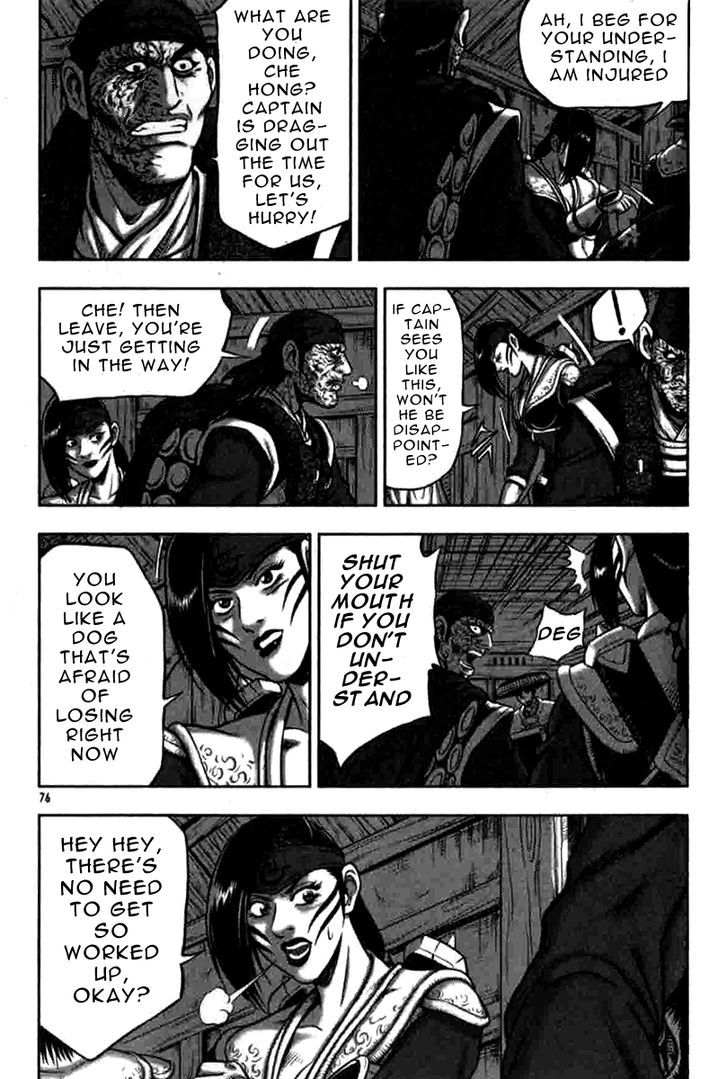 WHAT ARE
YOU
DOING,
CHE
HONG?
CAPTAIN
IS DRAG-
GING OUT
THE TIME
FOR US,
LET'S
HURRY!
AH, I BEG FOR
YOUR UNDER-
STANDING, I
AM INJURED
CHE! THEN
LEAVE, YOU'RE
JUST GETTING
IN THE WAY!
IF CAP-
TAIN
SEES
YOU
LIKE
THIS,
WON'T
HE BE
DISAP-
POINT-
ED?
!
YOU
LOOK
LIKE A
DOG
THAT'S
AFRAID
OF
LOSING
RIGHT
NOW
SHUT
YOUR
MOUTH
IF YOU
DON'T
UN-
DER-
STAND
DEG
76
HEY HEY,
THERE'S
NO NEED
TO GET
SO
WORKED
UP,
OKAY?